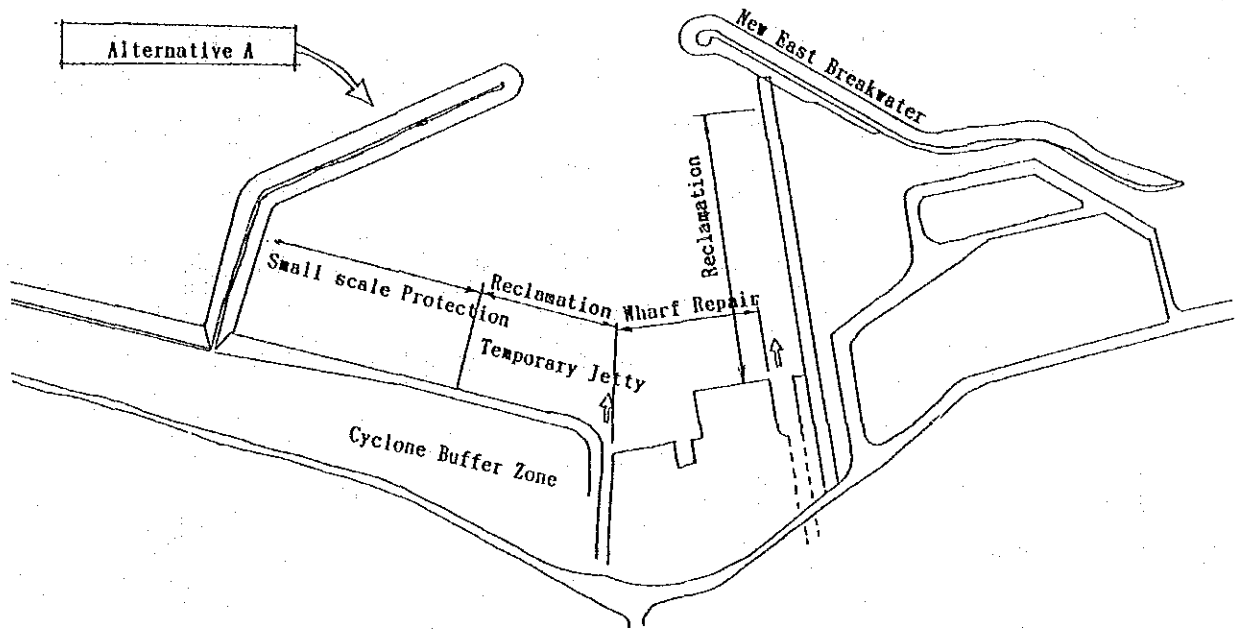 Alternative A
New East Breakwater
Reclamation
Small scale Protection
Reclamation
Wharf Repair
Temporary Jetty
Cyclone Buffer Zone